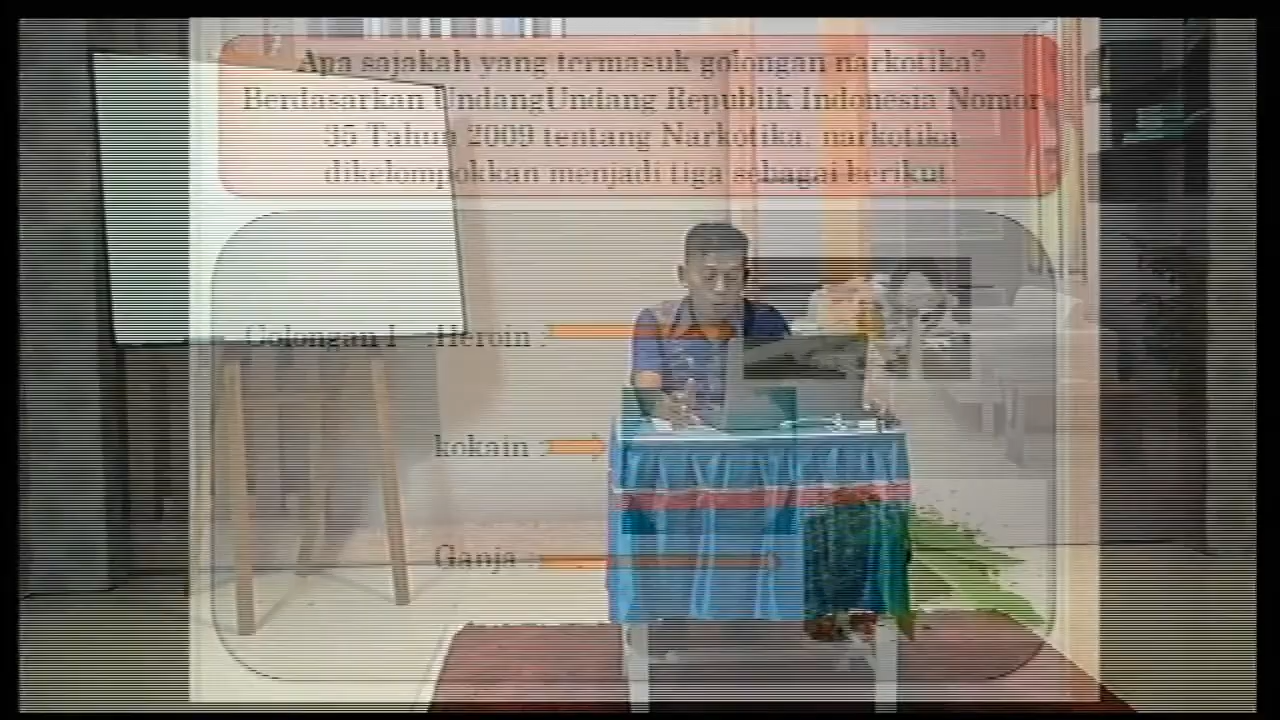 Apa sajakah yang termasuk golongan narkotika?
Berdasarkan UndangUndang Republik Indonesia Nomor
35 Tahun 2009 tentang Narkotika, narkotika
dikelompokkan menjadi tiga sebagai berikut.
Golongan I :Heroin :
kokain :
Ganja :